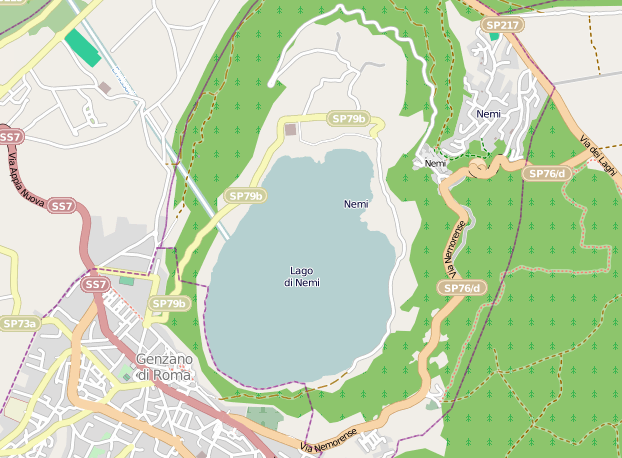 SP217
Nemi
SP79b
SS7
Nemi
Via dei Laghi
SP76/d
Via Appia Nuova
SP79b
Nemi
SS7
Via Nemorense
Lago
di Nemi
SS7
SP76/d
SP79b
SP73a
Genzano
di Roma
Via Nemorense